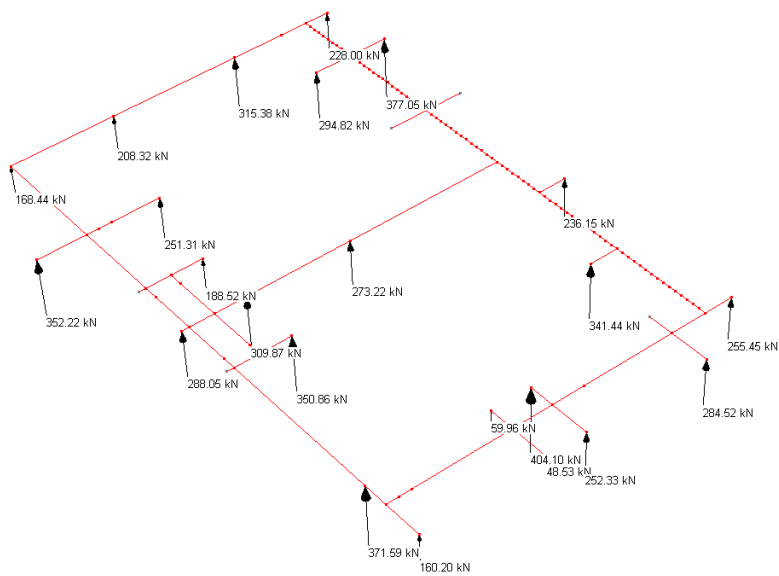 228.00 kN
377.05 kN
315.38 kN
294.82 kN
208.32 kN
168.44 kN
236.15 kN
251.31 kN
188.52 kN
273.22 kN
352.22 kN
341.44 kN
255.45 kN
309.87 kN
288.05 kN
350.86 kN
284.52 kN
59.96 kN
404.10 kN
48.53 kN
252.33 kN
371.59 kN
160.20 kN